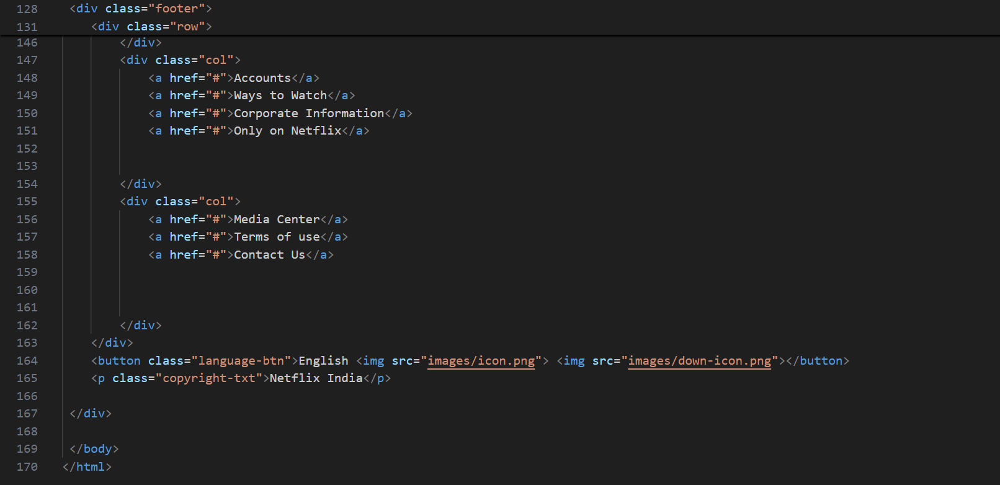 128 <div class="footer">
131 <div class="row">
146 </div>
147 <div class="col">
148 <a href="#">Accounts</a>
149 <a href="#">Ways to Watch</a>
150 <a href="#">Corporate Information</a>
151 <a href="#">Only on Netflix</a>
152
153
154 </div>
155 <div class="col">
156 <a href="#">Media Center</a>
157 <a href="#">Terms of use</a>
158 <a href="#">Contact Us</a>
159
160
161
162 </div>
163 </div>
164 <button class="language-btn">English <img src="images/icon.png"> <img src="images/down-icon.png"></button>
165 <p class="copyright-txt">Netflix India</p>
166
167 </div>
168
169 </body>
170 </html>